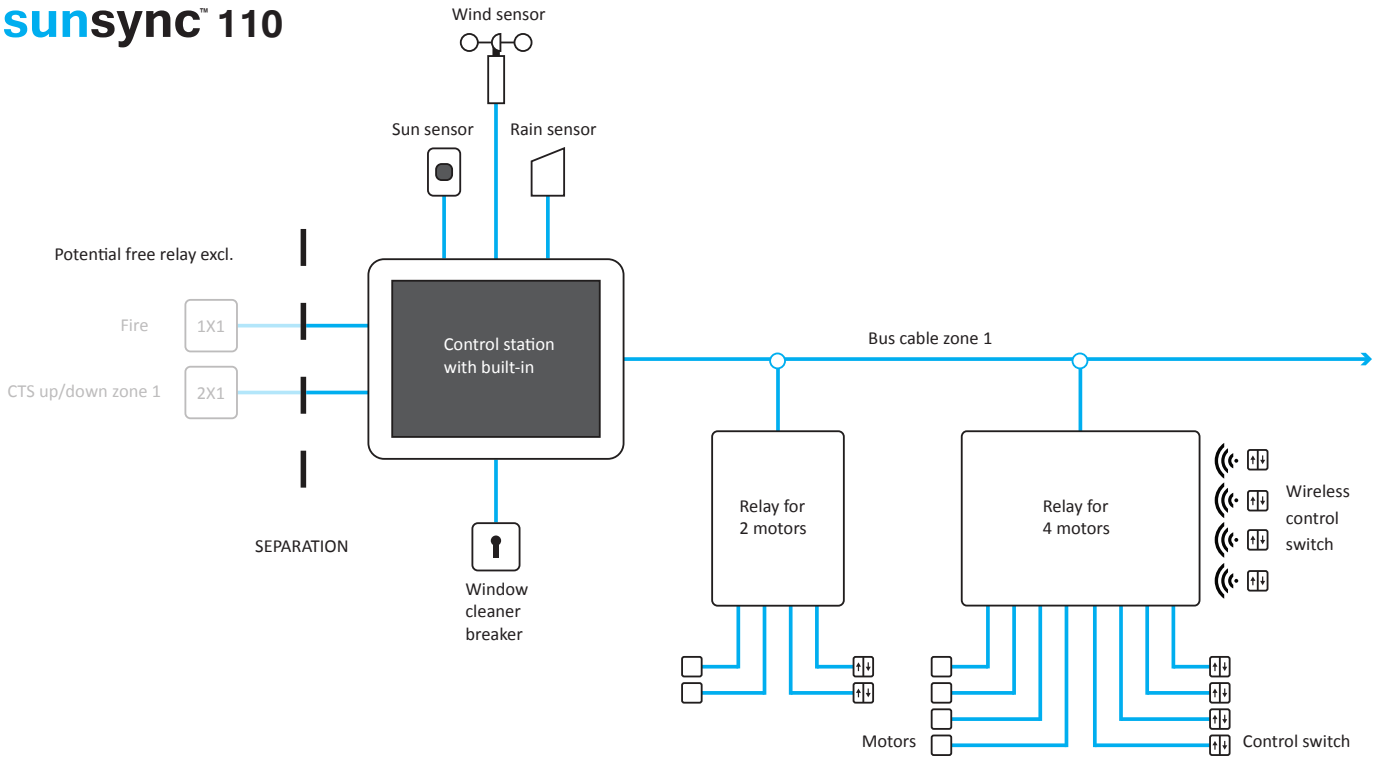 sunsync™ 110
Wind sensor
Sun sensor
Rain sensor
Potential free relay excl.
Fire
1X1
CTS up/down zone 1
2X1
Control station
with built-in
Bus cable zone 1
SEPARATION
Window
cleaner
breaker
Relay for
2 motors
Relay for
4 motors
Wireless
control
switch
Motors
Control switch